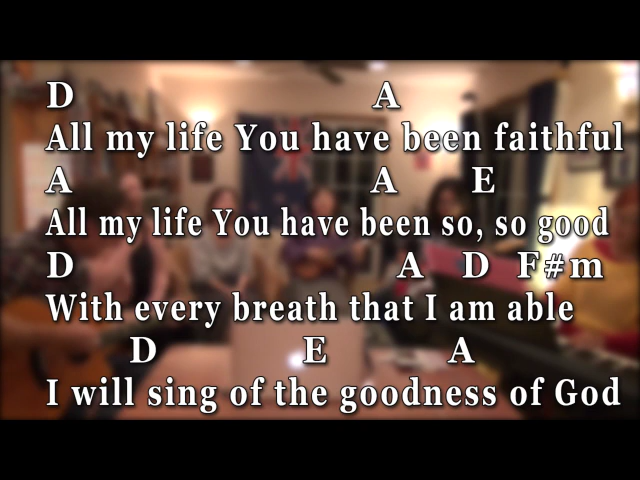 D A
All my life You have been faithful
A A E
All my life You have been so, so good
D A D F#m
With every breath that I am able
D E A
I will sing of the goodness of God